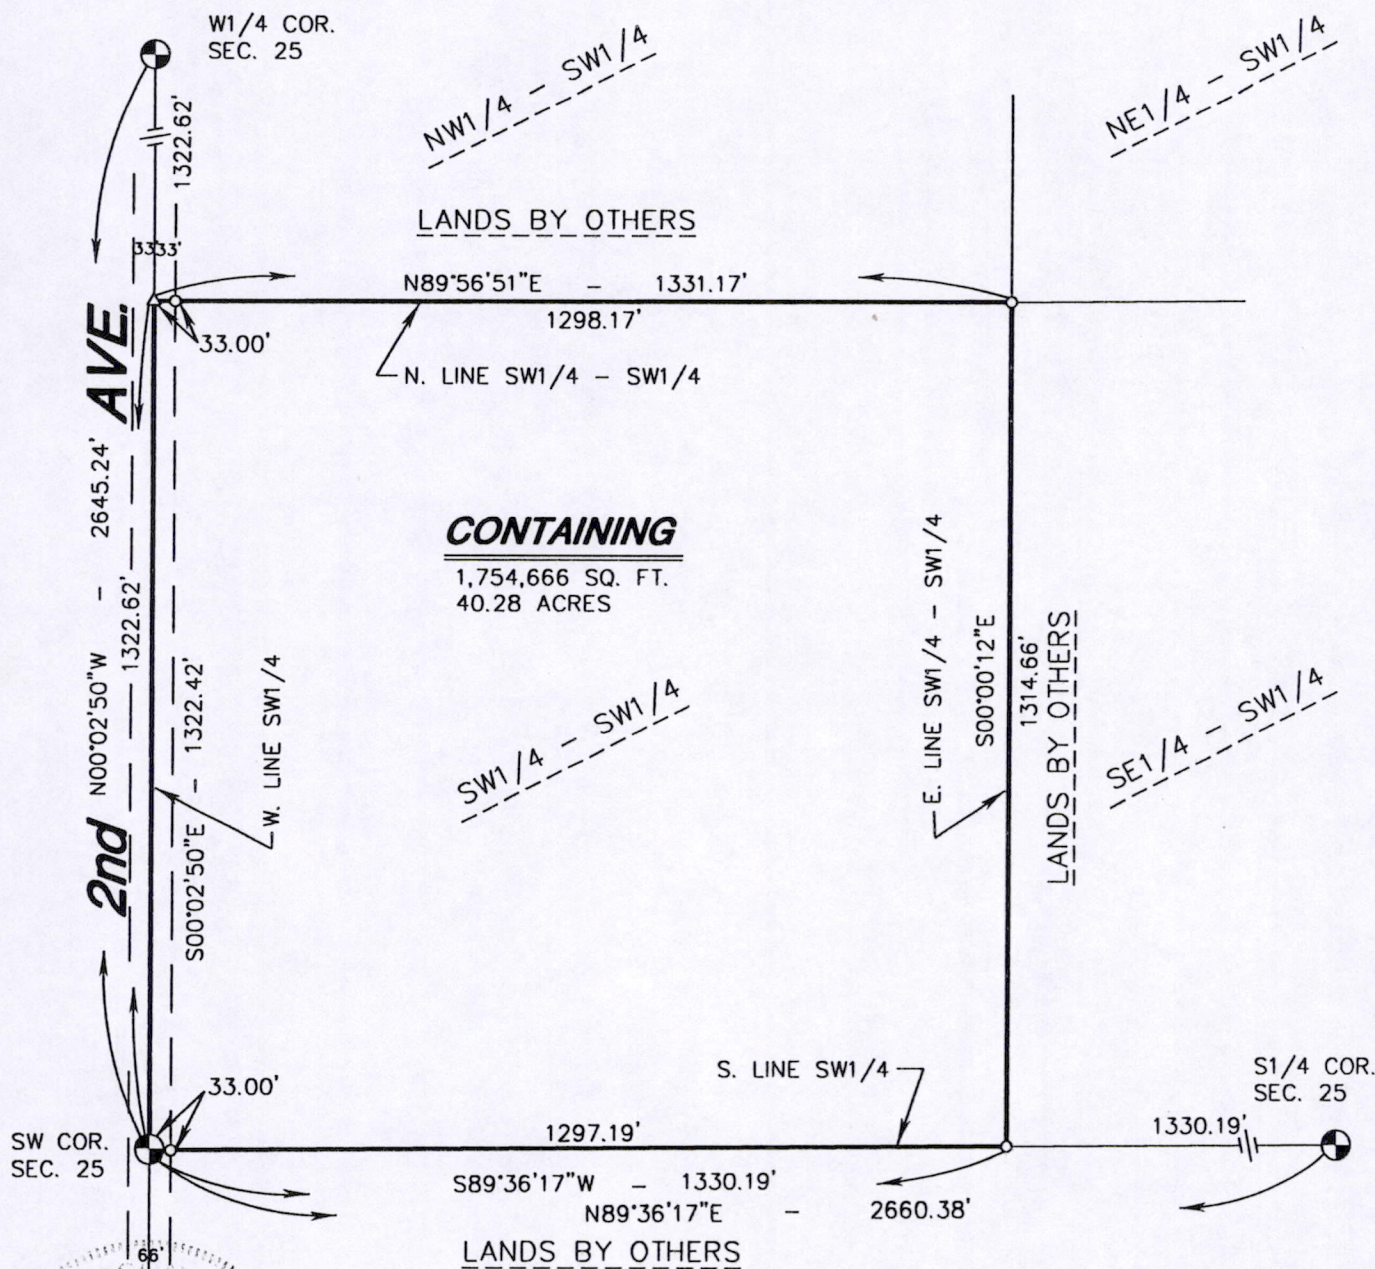 W1/4 COR.
SEC. 25
1322.62'
NW1/4 - SW1/4
NE1/4 - SW1/4
LANDS BY OTHERS
33'33'
N89°56'51"E - 1331.17'
1298.17'
33.00'
N. LINE SW1/4 - SW1/4
2nd AVE.
N00°02'50"W - 2645.24'
1322.62'
S00°02'50"E - 1322.42'
W. LINE SW1/4
CONTAINING
1,754,666 SQ. FT.
40.28 ACRES
SW1/4 - SW1/4
E. LINE SW1/4 - SW1/4
S00°00'12"E
1314.66'
LANDS BY OTHERS
SE1/4 - SW1/4
33.00'
S. LINE SW1/4
S1/4 COR.
SEC. 25
SW COR.
SEC. 25
1297.19'
1330.19'
S89°36'17"W - 1330.19'
N89°36'17"E - 2660.38'
66'
LANDS BY OTHERS